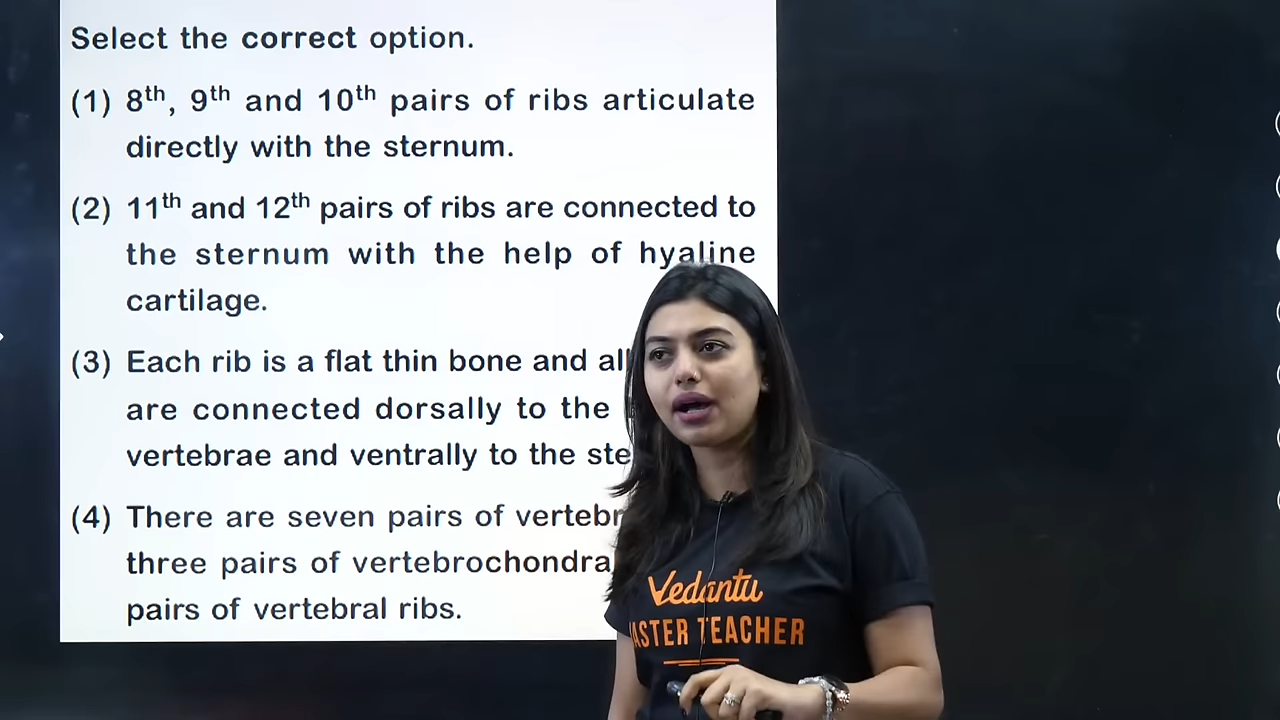 Select the correct option.
(1) 8th, 9th and 10th pairs of ribs articulate
directly with the sternum.
(2) 11th and 12th pairs of ribs are connected to
the sternum with the help of hyaline
cartilage.
(3) Each rib is a flat thin bone and all
are connected dorsally to the
vertebrae and ventrally to the
(4) There are seven pairs of
three pairs of
pairs of vertebral ribs.
Vedantu
TEACHER